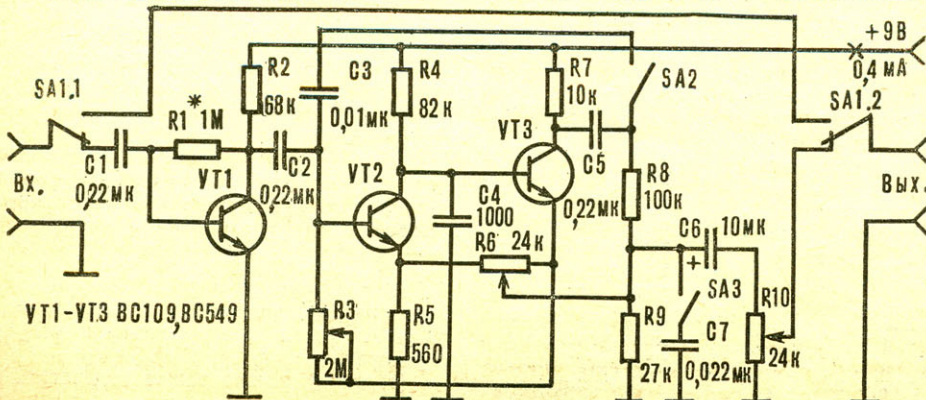 SA1.1
Вх.
C1
0,22мк
R1* 1М
R2
68к
VT1
C2
0,22мк
C3
0,01мк
R4
82к
VT2
R3
2М
R5
560
C4
1000
R6 24к
VT3
R7
10к
C5
0,22мк
SA2
R8
100к
R9
27к
C6 10мк
+
SA3
C7
0,022мк
R10
24к
+9В
0,4 мА
SA1.2
Вых.
VT1-VT3 BC109,BC549